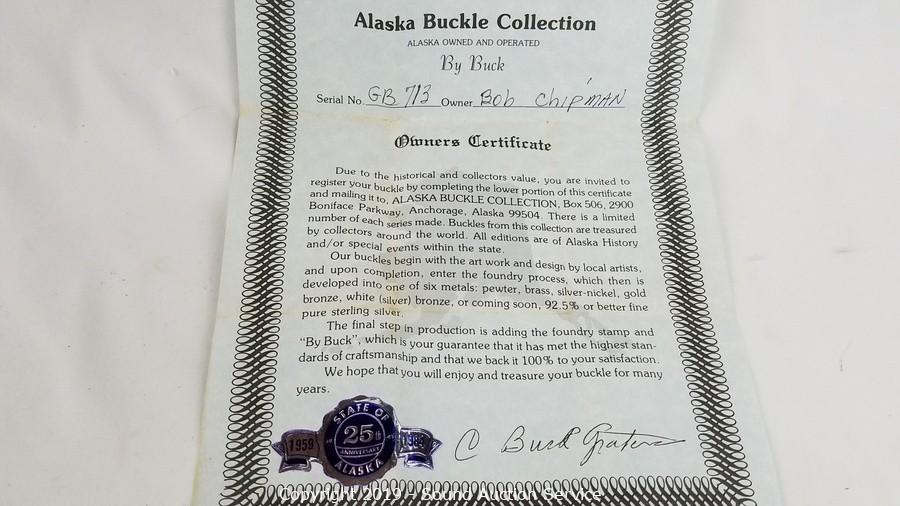 Alaska Buckle Collection
ALASKA OWNED AND OPERATED
By Buck
Serial No. GB 713 Owner Bob Chipman
Owners Certificate
Due to the historical and collectors value, you are invited to
register your buckle by completing the lower portion of this certificate
and mailing it to, ALASKA BUCKLE COLLECTION, Box 506, 2900
Boniface Parkway, Anchorage, Alaska 99504. There is a limited
number of each series made. Buckles from this collection are treasured
by collectors around the world. All editions are of Alaska History
and/or special events within the state.
Our buckles begin with the art work and design by local artists,
and upon completion, enter the foundry process, which then is
developed into one of six metals: pewter, brass, silver-nickel, gold
bronze, white (silver) bronze, or coming soon, 92.5% or better fine
pure sterling silver.
The final step in production is adding the foundry stamp and
"By Buck", which is your guarantee that it has met the highest stan-
dards of craftsmanship and that we back it 100% to your satisfaction.
We hope that you will enjoy and treasure your buckle for many
years.
STATE OF
1959 25th 1984
ANNIVERSARY
ALASKA
C Buck
Copyright 2019 - Sound Auction Service